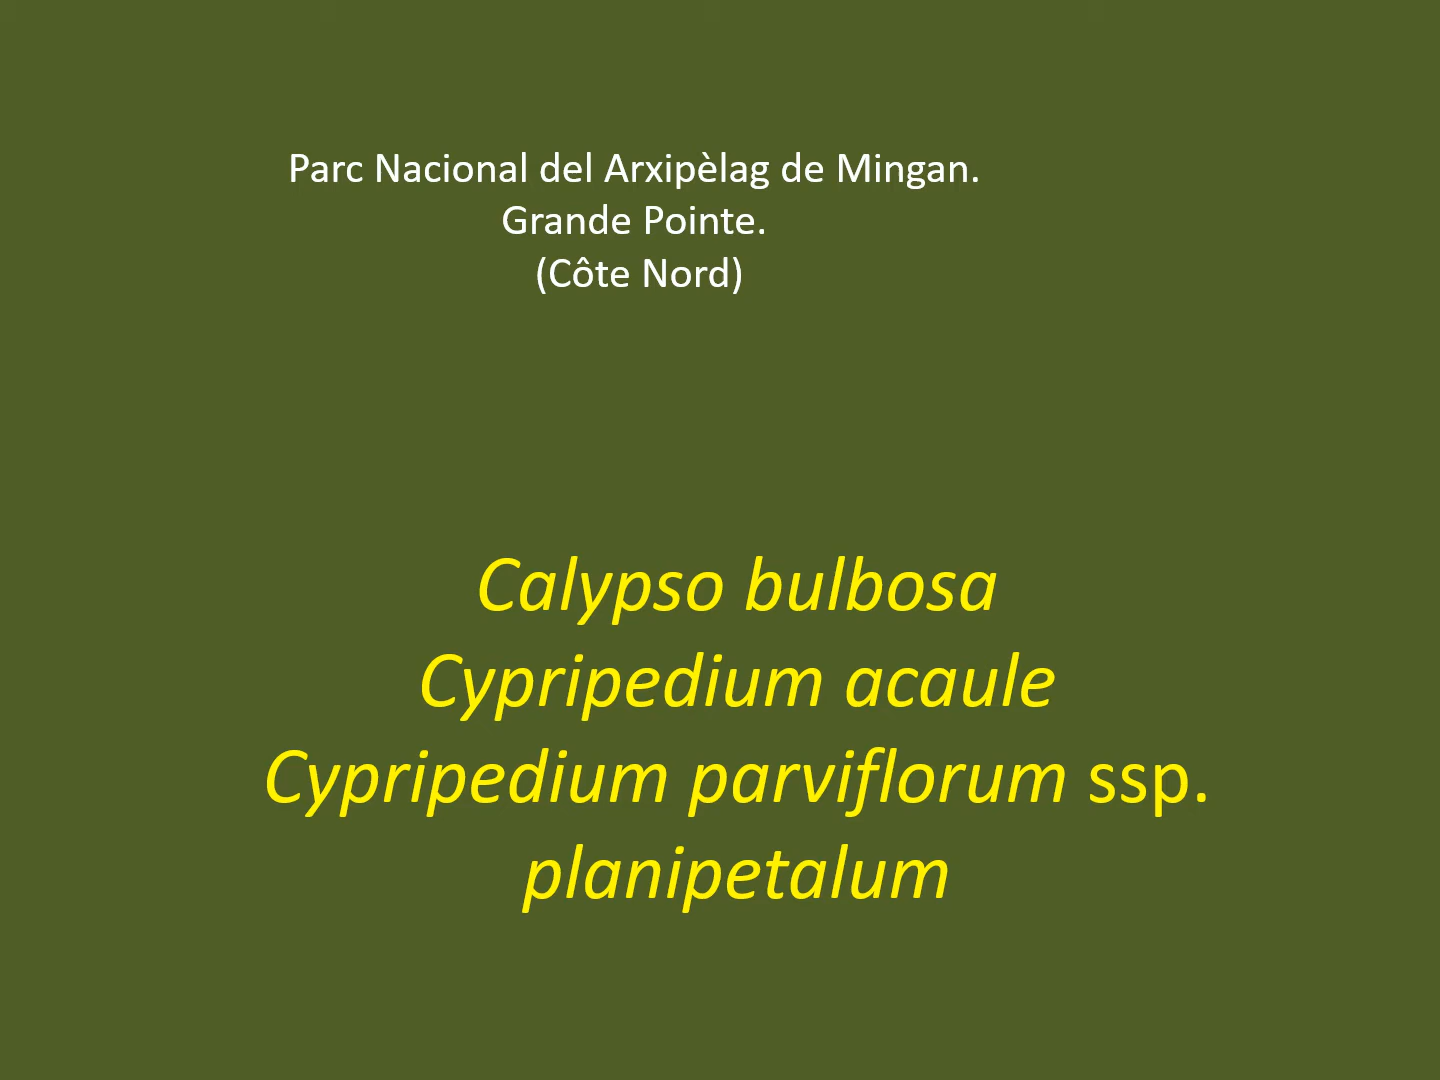 Parc Nacional del Arxipèlag de Mingan.
Grande Pointe.
(Côte Nord)
Calypso bulbosa
Cypripedium acaule
Cypripedium parviflorum ssp.
planipetalum